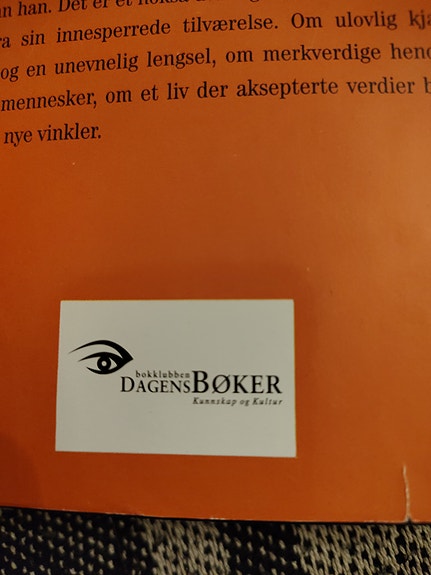 han. Det er et
sin innesperrede tilværelse. Om ulovlig
og en unevnelig lengsel, om merkverdige
mennesker, om et liv der aksepterte verdier
nye vinkler.
bokklubben
DAGENSBØKER
Kunnskap og Kultur